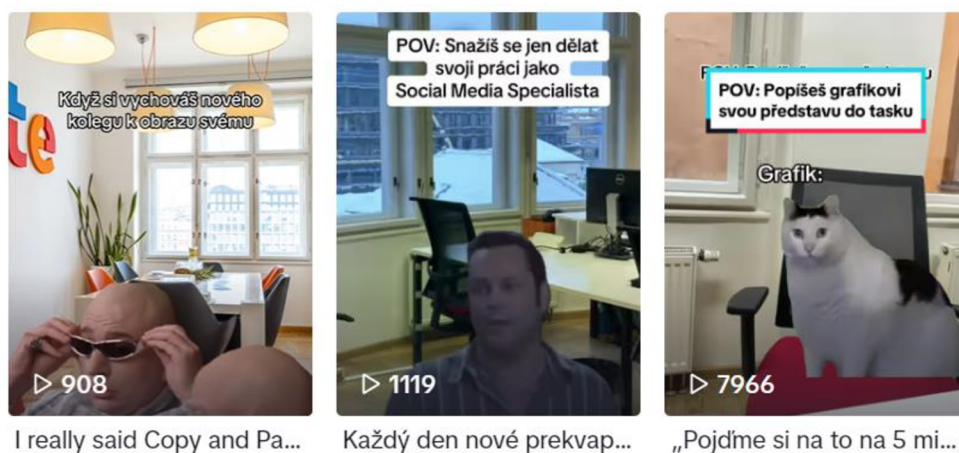 te
Když si vychováš nového
kolegu k obrazu svému
908
I really said Copy and Pa...
POV: Snažíš se jen dělat
svoji práci jako
Social Media Specialista
1119
Každý den nové prekvap...
POV: Popíšeš grafikovi
svou představu do tasku
Grafik:
7966
„Pojďme si na to na 5 mi...